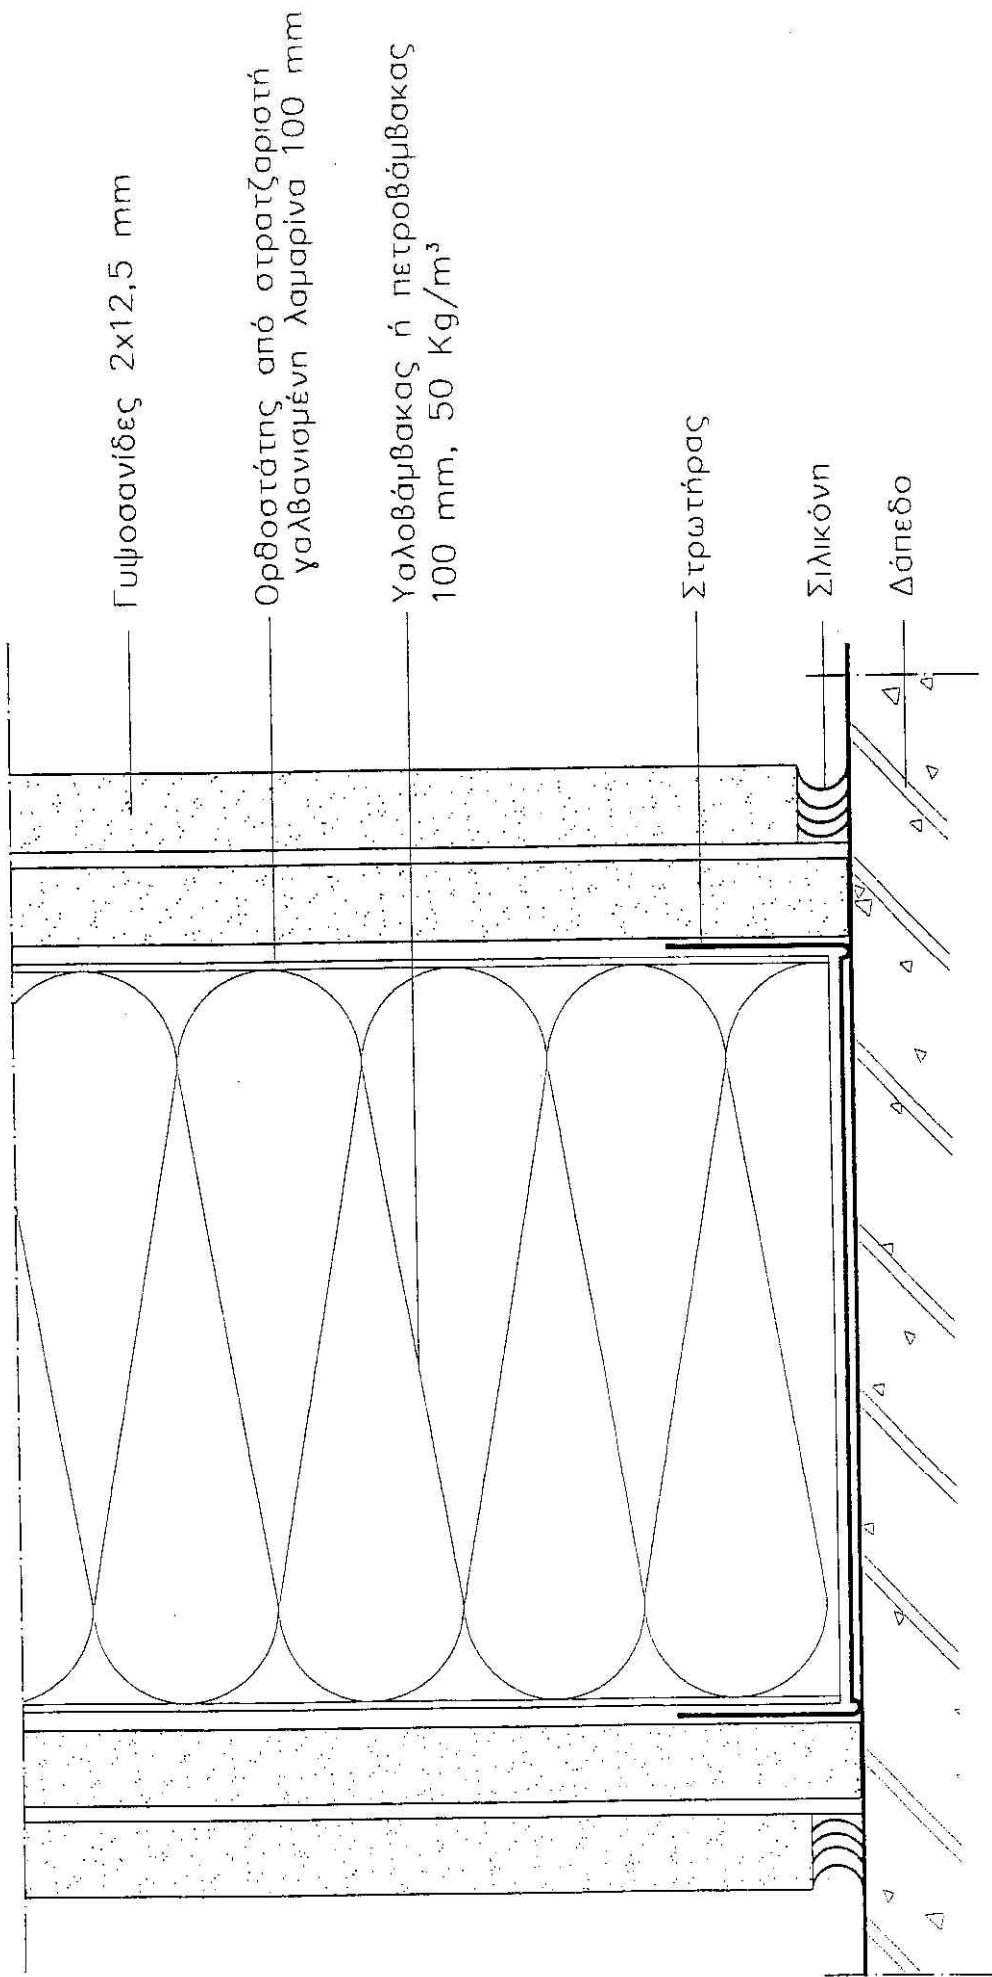 Γυψοσανίδες 2x12,5 mm
Ορθοστάτης από στρατζαριστή
γαλβανισμένη λαμαρίνα 100 mm
Υαλοβάμβακας ή πετροβάμβακας
100 mm, 50 Kg/m³
Στρωτήρας
Σιλικόνη
Δάπεδο